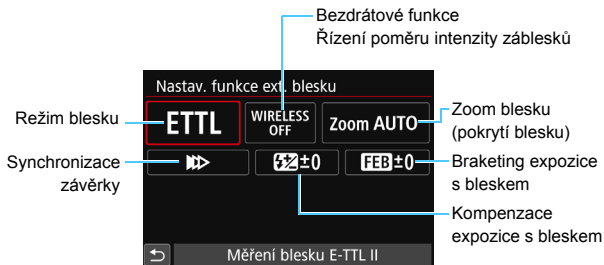 Bezdrátové funkce
Řízení poměru intenzity záblesků
Nastav. funkce ext. blesku
Režim blesku
ETTL
WIRELESS
OFF
Zoom AUTO
Zoom blesku
(pokrytí blesku)
Synchronizace
závěrky
±0
FEB ±0
Braketing expozice
s bleskem
Kompenzace
expozice s bleskem
Měření blesku E-TTL II